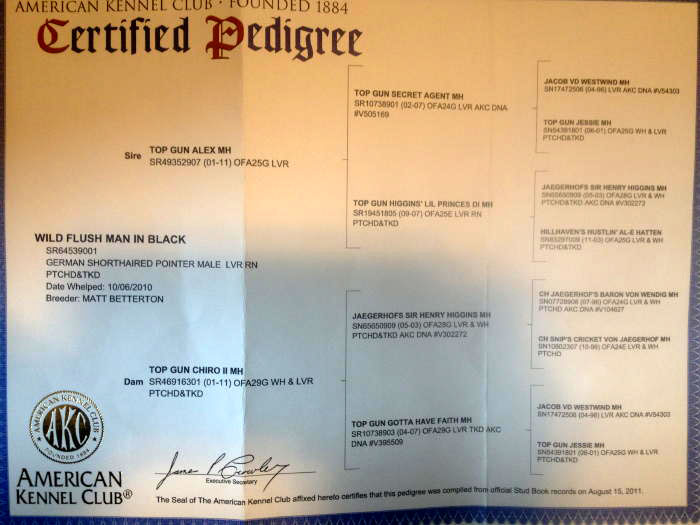 AMERICAN KENNEL CLUB · FOUNDED 1884
Certified Pedigree
Sire TOP GUN ALEX MH
SR49352907 (01-11) OFA25G LVR
WILD FLUSH MAN IN BLACK
SR64539001
GERMAN SHORTHAIRED POINTER MALE LVR RN
PTCHD&TKD
Date Whelped: 10/06/2010
Breeder: MATT BETTERTON
TOP GUN CHIRO II MH
Dam SR46916301 (01-11) OFA29G WH & LVR
PTCHD&TKD
TOP GUN SECRET AGENT MH
SR10738901 (02-07) OFA24G LVR AKC DNA
#V505169
TOP GUN HIGGINS' LIL PRINCES DI MH
SR19451805 (09-07) OFA25E LVR RN
PTCHD&TKD
JAEGERHOFS SIR HENRY HIGGINS MH
SN65650909 (05-03) OFA28G LVR & WH
PTCHD&TKD AKC DNA #V302272
TOP GUN GOTTA HAVE FAITH MH
SR10738903 (04-07) OFA29G LVR TKD AKC
DNA #V395509
JACOB VD WESTWIND MH
SN17472506 (04-96) LVR AKC DNA #V54303
TOP GUN JESSIE MH
SN54391801 (06-01) OFA25G WH & LVR
PTCHD&TKD
JAEGERHOFS SIR HENRY HIGGINS MH
SN65650909 (05-03) OFA28G LVR & WH
PTCHD&TKD AKC DNA #V302272
HILLHAVEN'S HUSTLIN' AL-E HATTEN
(11-03) OFA25G LVR & WH
PTCHD&TKD
CH JAEGERHOF'S BARON VON WENDIG MH
SN07728906 (07-96) OFA24G LVR & WH
PTCHD AKC DNA #V104627
CH SNIP'S CRICKET VON JAEGERHOF MH
SN10802307 (10-98) OFA24E LVR & WH
PTCHD
JACOB VD WESTWIND MH
SN17472506 (04-96) LVR AKC DNA #V54303
TOP GUN JESSIE MH
SN54391801 (06-01) OFA25G WH & LVR
PTCHD&TKD
AMERICAN KENNEL CLUB
AKC
FOUNDED 1884
AMERICAN
KENNEL CLUB®
James P. Crowley
Executive Secretary
The Seal of The American Kennel Club affixed hereto certifies that this pedigree was compiled from official Stud Book records on August 15, 2011.